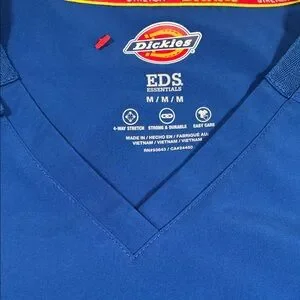 STRETCH
Dickies
EDS.
ESSENTIALS
M / M / M
4-WAY STRETCH STRONG & DURABLE EASY CARE
MADE IN / HECHO EN / FABRIQUÉ AU:
VIETNAM / VIETNAM / VIETNAM